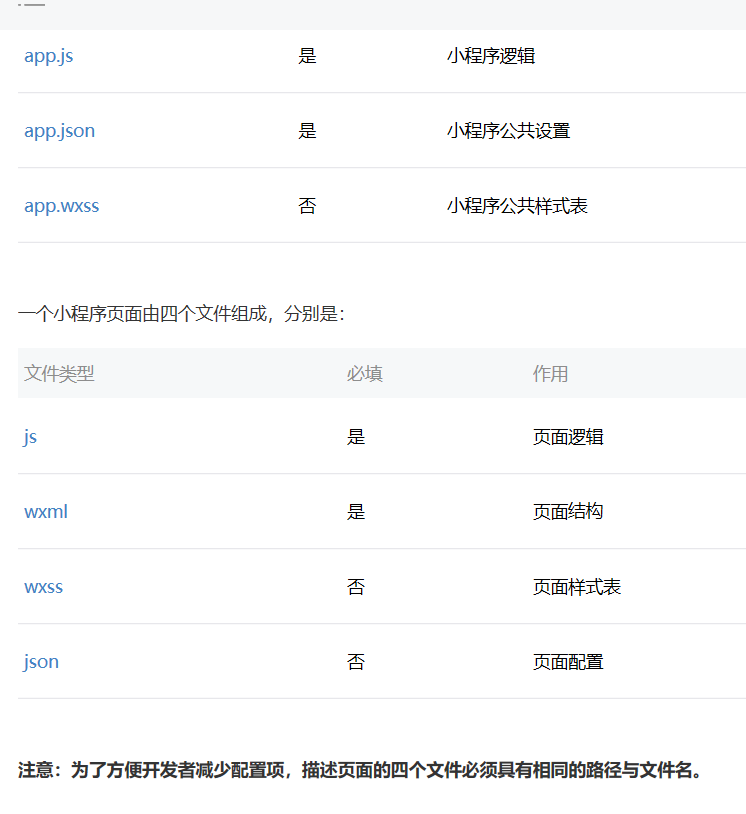 app.js 是 小程序逻辑
app.json 是 小程序公共设置
app.wxss 否 小程序公共样式表
一个小程序页面由四个文件组成，分别是：
文件类型 必填 作用
js 是 页面逻辑
wxml 是 页面结构
wxss 否 页面样式表
json 否 页面配置
注意：为了方便开发者减少配置项，描述页面的四个文件必须具有相同的路径与文件名。